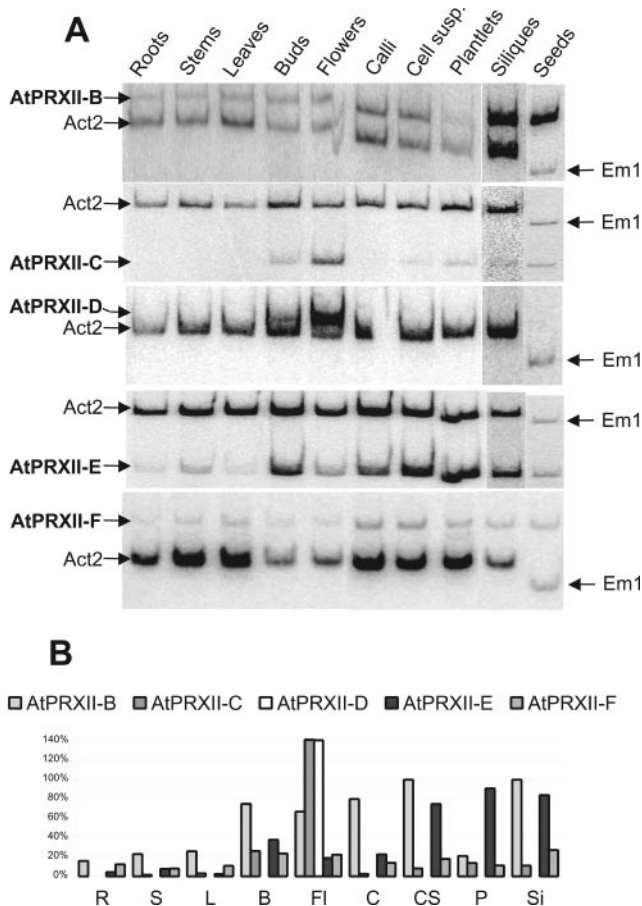 A
Roots Stems Leaves Buds Flowers Calli Cell susp. Plantlets Siliques Seeds
AtPRXII-B
Act2
Em1
Act2
Em1
AtPRXII-C
AtPRXII-D
Act2
Em1
Act2
Em1
AtPRXII-E
AtPRXII-F
Act2
Em1
B
AtPRXII-B AtPRXII-C AtPRXII-D AtPRXII-E AtPRXII-F
140%
120%
100%
80%
60%
40%
20%
0%
R S L B Fl C CS P Si